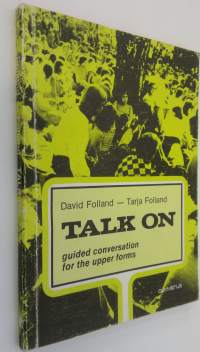 David Folland — Tarja Folland
TALK ON
guided conversation
for the upper forms